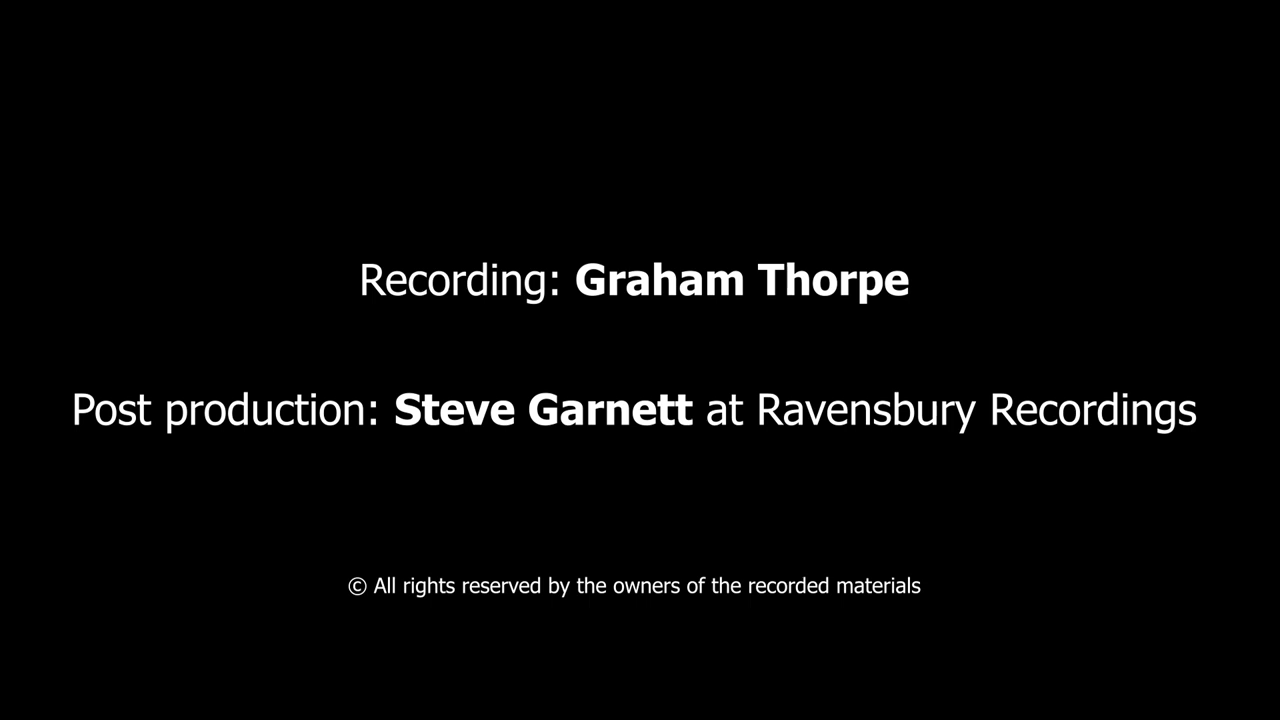 Recording: Graham Thorpe
Post production: Steve Garnett at Ravensbury Recordings
© All rights reserved by the owners of the recorded materials